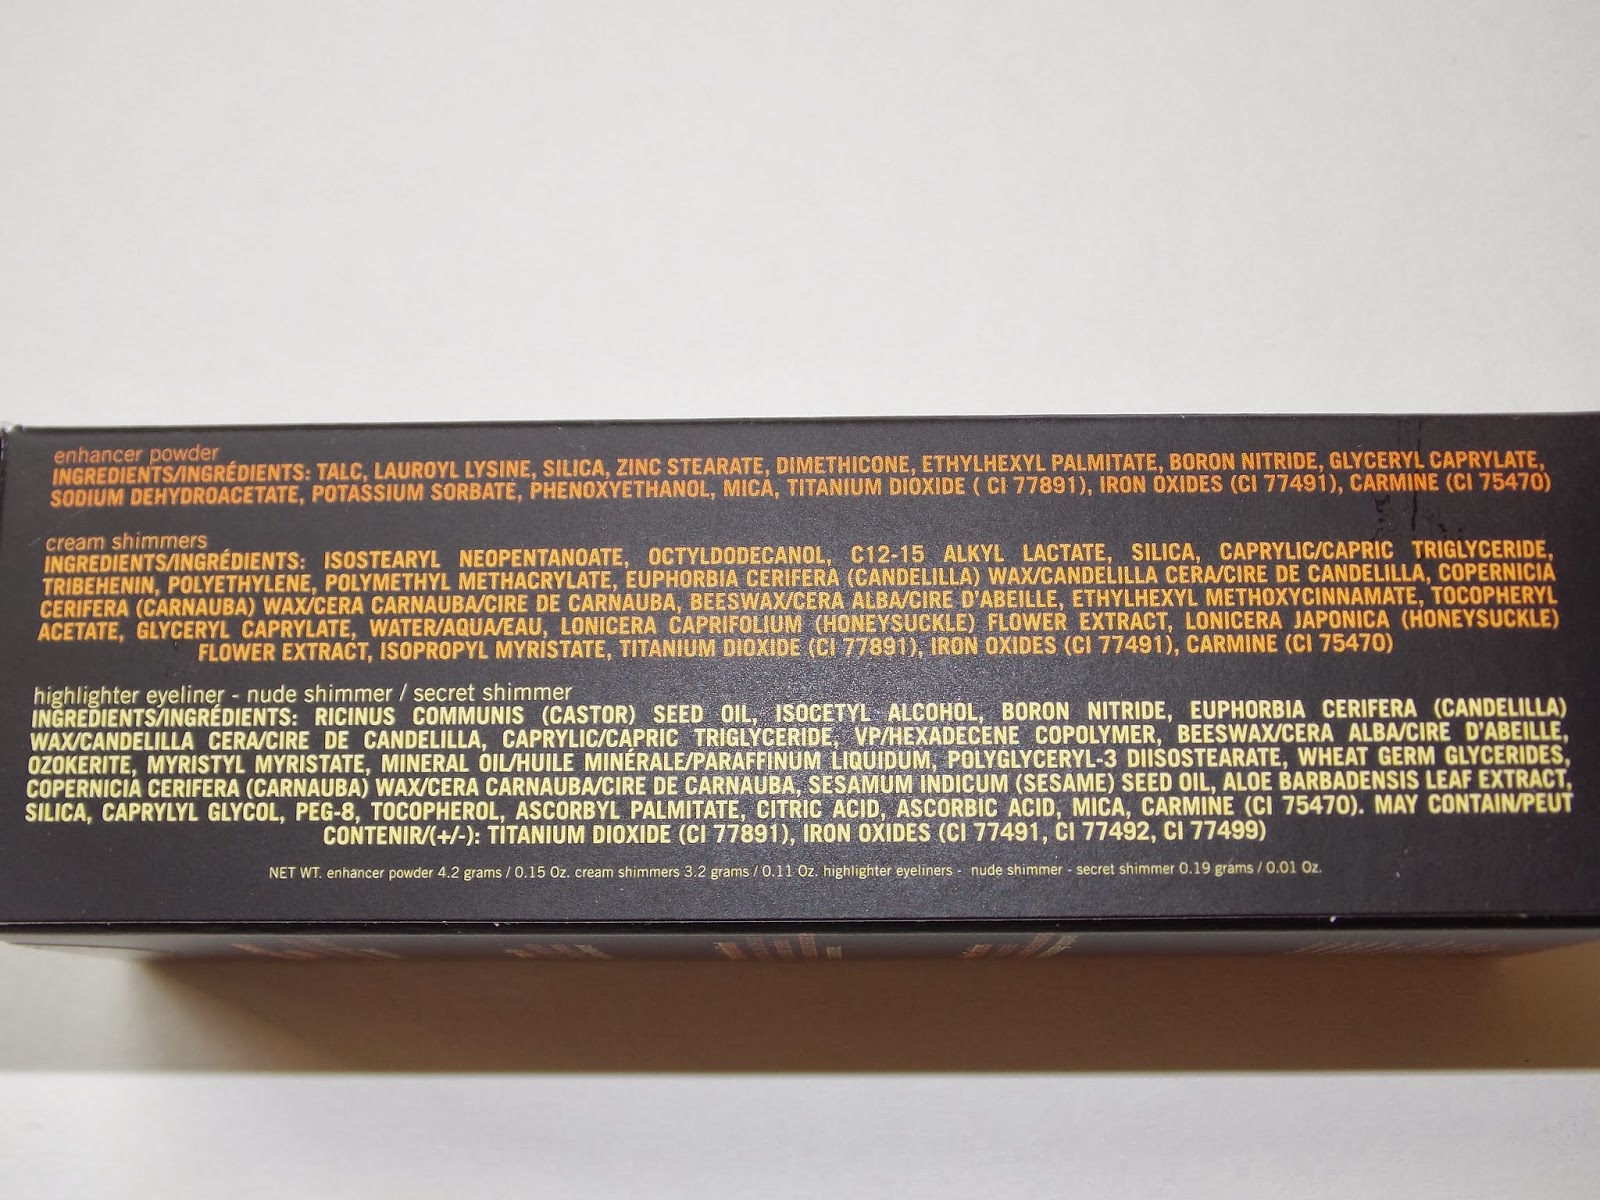 enhancer powder
INGREDIENTS/INGRÉDIENTS: TALC, LAUROYL LYSINE, SILICA, ZINC STEARATE, DIMETHICONE, ETHYLHEXYL PALMITATE, BORON NITRIDE, GLYCERYL CAPRYLATE,
SODIUM DEHYDROACETATE, POTASSIUM SORBATE, PHENOXYETHANOL, MICA, TITANIUM DIOXIDE ( CI 77891), IRON OXIDES (CI 77491), CARMINE (CI 75470)
cream shimmers
INGREDIENTS/INGRÉDIENTS: ISOSTEARYL NEOPENTANOATE, OCTYLDODECANOL, C12-15 ALKYL LACTATE, SILICA, CAPRYLIC/CAPRIC TRIGLYCERIDE,
TRIBEHENIN, POLYETHYLENE, POLYMETHYL METHACRYLATE, EUPHORBIA CERIFERA (CANDELILLA) WAX/CANDELILLA CERA/CIRE DE CANDELILLA, COPERNICIA
CERIFERA (CARNAUBA) WAX/CERA CARNAUBA/CIRE DE CARNAUBA, BEESWAX/CERA ALBA/CIRE D'ABEILLE, ETHYLHEXYL METHOXYCINNAMATE, TOCOPHERYL
ACETATE, GLYCERYL CAPRYLATE, WATER/AQUA/EAU, LONICERA CAPRIFOLIUM (HONEYSUCKLE) FLOWER EXTRACT, LONICERA JAPONICA (HONEYSUCKLE)
FLOWER EXTRACT, ISOPROPYL MYRISTATE, TITANIUM DIOXIDE (CI 77891), IRON OXIDES (CI 77491), CARMINE (CI 75470)
highlighter eyeliner - nude shimmer / secret shimmer
INGREDIENTS/INGRÉDIENTS: RICINUS COMMUNIS (CASTOR) SEED OIL, ISOCETYL ALCOHOL, BORON NITRIDE, EUPHORBIA CERIFERA (CANDELILLA)
WAX/CANDELILLA CERA/CIRE DE CANDELILLA, CAPRYLIC/CAPRIC TRIGLYCERIDE, VP/HEXADECENE COPOLYMER, BEESWAX/CERA ALBA/CIRE D'ABEILLE,
OZOKERITE, MYRISTYL MYRISTATE, MINERAL OIL/HUILE MINÉRALE/PARAFFINUM LIQUIDUM, POLYGLYCERYL-3 DIISOSTEARATE, WHEAT GERM GLYCERIDES,
COPERNICIA CERIFERA (CARNAUBA) WAX/CERA CARNAUBA/CIRE DE CARNAUBA, SESAMUM INDICUM (SESAME) SEED OIL, ALOE BARBADENSIS LEAF EXTRACT,
SILICA, CAPRYLYL GLYCOL, PEG-8, TOCOPHEROL, ASCORBYL PALMITATE, CITRIC ACID, ASCORBIC ACID, MICA, CARMINE (CI 75470). MAY CONTAIN/PEUT
CONTENIR/(+/-): TITANIUM DIOXIDE (CI 77891), IRON OXIDES (CI 77491, CI 77492, CI 77499)
NET WT. enhancer powder 4.2 grams / 0.15 Oz. cream shimmers 3.2 grams / 0.11 Oz. highlighter eyeliners - nude shimmer - secret shimmer 0.19 grams / 0.01 Oz.